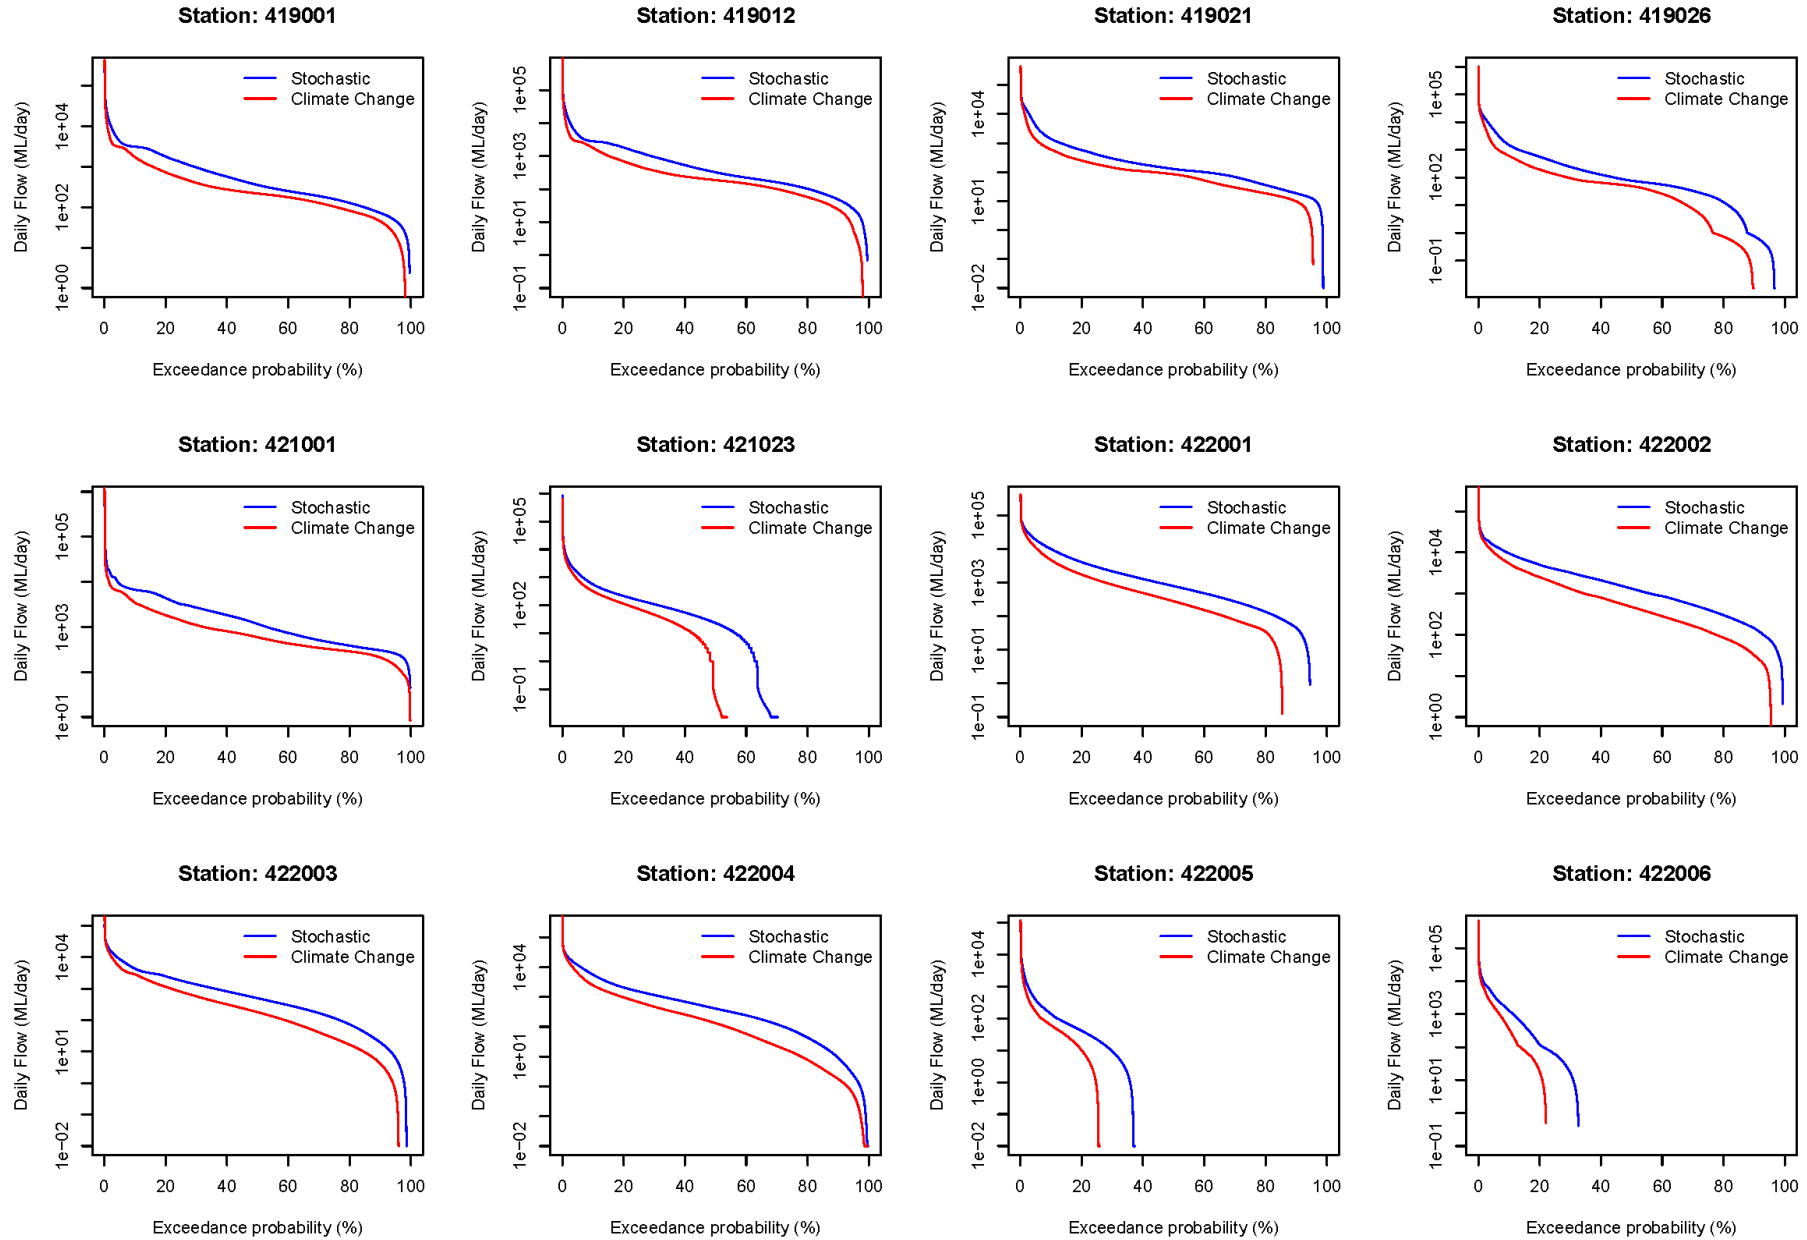 Station: 419001
Daily Flow (ML/day)
1e+04
1e+02
1e+00
Stochastic
Climate Change
0 20 40 60 80 100
Exceedance probability (%)
Station: 419012
Daily Flow (ML/day)
1e+05
1e+03
1e+01
1e−01
Stochastic
Climate Change
0 20 40 60 80 100
Exceedance probability (%)
Station: 419021
Daily Flow (ML/day)
1e+04
1e+01
1e−02
Stochastic
Climate Change
0 20 40 60 80 100
Exceedance probability (%)
Station: 419026
Daily Flow (ML/day)
1e+05
1e+02
1e−01
Stochastic
Climate Change
0 20 40 60 80 100
Exceedance probability (%)
Station: 421001
Daily Flow (ML/day)
1e+05
1e+03
1e+01
Stochastic
Climate Change
0 20 40 60 80 100
Exceedance probability (%)
Station: 421023
Daily Flow (ML/day)
1e+05
1e+02
1e−01
Stochastic
Climate Change
0 20 40 60 80 100
Exceedance probability (%)
Station: 422001
Daily Flow (ML/day)
1e+05
1e+03
1e+01
1e−01
Stochastic
Climate Change
0 20 40 60 80 100
Exceedance probability (%)
Station: 422002
Daily Flow (ML/day)
1e+04
1e+02
1e+00
Stochastic
Climate Change
0 20 40 60 80 100
Exceedance probability (%)
Station: 422003
Daily Flow (ML/day)
1e+04
1e+01
1e−02
Stochastic
Climate Change
0 20 40 60 80 100
Exceedance probability (%)
Station: 422004
Daily Flow (ML/day)
1e+04
1e+01
1e−02
Stochastic
Climate Change
0 20 40 60 80 100
Exceedance probability (%)
Station: 422005
Daily Flow (ML/day)
1e+04
1e+02
1e+00
1e−02
Stochastic
Climate Change
0 20 40 60 80 100
Exceedance probability (%)
Station: 422006
Daily Flow (ML/day)
1e+05
1e+03
1e+01
1e−01
Stochastic
Climate Change
0 20 40 60 80 100
Exceedance probability (%)